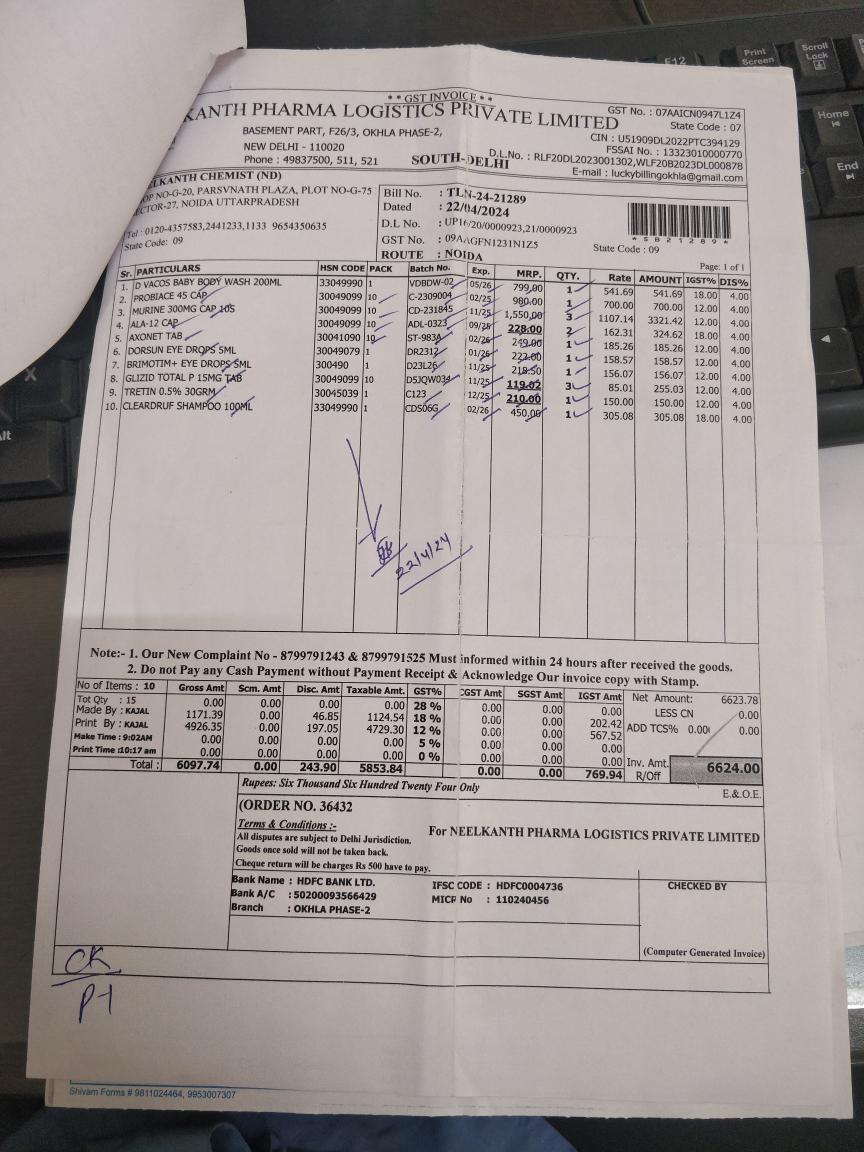 F12
Print Screen
Scroll Lock
Home
End
* * GST INVOICE * *
KANTH PHARMA LOGISTICS PRIVATE LIMITED
GST No. : 07AAICN0947L1Z4
State Code : 07
BASEMENT PART, F26/3, OKHLA PHASE-2,
CIN : U51909DL2022PTC394129
NEW DELHI - 110020
FSSAI No. : 13323010000770
Phone : 49837500, 511, 521 SOUTH-DELHI
D.L.No. : RLF20DL2023001302,WLF20B2023DL000878
E-mail : luckybillingokhla@gmail.com
ELKANTH CHEMIST (ND)
OP NO-G-20, PARSVNATH PLAZA, PLOT NO-G-75
ECTOR-27, NOIDA UTTARPRADESH
Tel : 0120-4357583,2441233,1133 9654350635
State Code: 09
Bill No. : TLN-24-21289
Dated : 22/04/2024
D.L No. : UP16/20/0000923,21/0000923
GST No. : 09AAGFN1231N1Z5
State Code : 09
ROUTE : NOIDA
*5821289*
Page: 1 of 1
Sr. PARTICULARS HSN CODE PACK Batch No. Exp. MRP. QTY. Rate AMOUNT IGST% DIS%
1. D VACOS BABY BODY WASH 200ML 33049990 1 VDBDW-02 05/26 799.00 1 541.69 541.69 18.00 4.00
2. PROBIACE 45 CAP 30049099 10 C-2309004 02/25 980.00 1 700.00 700.00 12.00 4.00
3. MURINE 300MG CAP 10S 30049099 10 CD-231845 11/25 1,550.00 3 1107.14 3321.42 12.00 4.00
4. ALA-12 CAP 30049099 10 ADL-0323 09/25 228.00 2 162.31 324.62 18.00 4.00
5. AXONET TAB 30041090 10 ST-983A 02/26 249.00 1 185.26 185.26 12.00 4.00
6. DORSUN EYE DROPS 5ML 30049079 1 DR2312 01/26 222.00 1 158.57 158.57 12.00 4.00
7. BRIMOTIM+ EYE DROPS 5ML 300490 1 D23L26 11/25 218.50 1 156.07 156.07 12.00 4.00
8. GLIZID TOTAL P 15MG TAB 30049099 10 D5JQW034 11/25 119.02 3 85.01 255.03 12.00 4.00
9. TRETIN 0.5% 30GRM 30045039 1 C123 12/25 210.00 1 150.00 150.00 12.00 4.00
10. CLEARDRUF SHAMPOO 100ML 33049990 1 CDS06G 02/26 450.00 1 305.08 305.08 18.00 4.00
22/4/24
Note:- 1. Our New Complaint No - 8799791243 & 8799791525 Must informed within 24 hours after received the goods.
2. Do not Pay any Cash Payment without Payment Receipt & Acknowledge Our invoice copy with Stamp.
No of Items : 10 Gross Amt Scm. Amt Disc. Amt Taxable Amt. GST% CGST Amt SGST Amt IGST Amt Net Amount: 6623.78
Tot Qty : 15 0.00 0.00 0.00 0.00 28 % 0.00 0.00 0.00 LESS CN 0.00
Made By : KAJAL 1171.39 0.00 46.85 1124.54 18 % 0.00 0.00 202.42 ADD TCS% 0.00 0.00
Print By : KAJAL 4926.35 0.00 197.05 4729.30 12 % 0.00 0.00 567.52
Make Time : 9:02AM 0.00 0.00 0.00 0.00 5 % 0.00 0.00 0.00
Print Time :10:17 am 0.00 0.00 0.00 0.00 0 % 0.00 0.00 0.00 Inv. Amt. 6624.00
Total : 6097.74 0.00 243.90 5853.84 0.00 0.00 769.94 R/Off
Rupees: Six Thousand Six Hundred Twenty Four Only
E.& O.E.
(ORDER NO. 36432
Terms & Conditions :-
All disputes are subject to Delhi Jurisdiction.
Goods once sold will not be taken back.
Cheque return will be charges Rs 500 have to pay.
For NEELKANTH PHARMA LOGISTICS PRIVATE LIMITED
Bank Name : HDFC BANK LTD. IFSC CODE : HDFC0004736 CHECKED BY
Bank A/C : 50200093566429 MICR No : 110240456
Branch : OKHLA PHASE-2
(Computer Generated Invoice)
CK
P-1
Shivam Forms # 9811024464, 9953007307